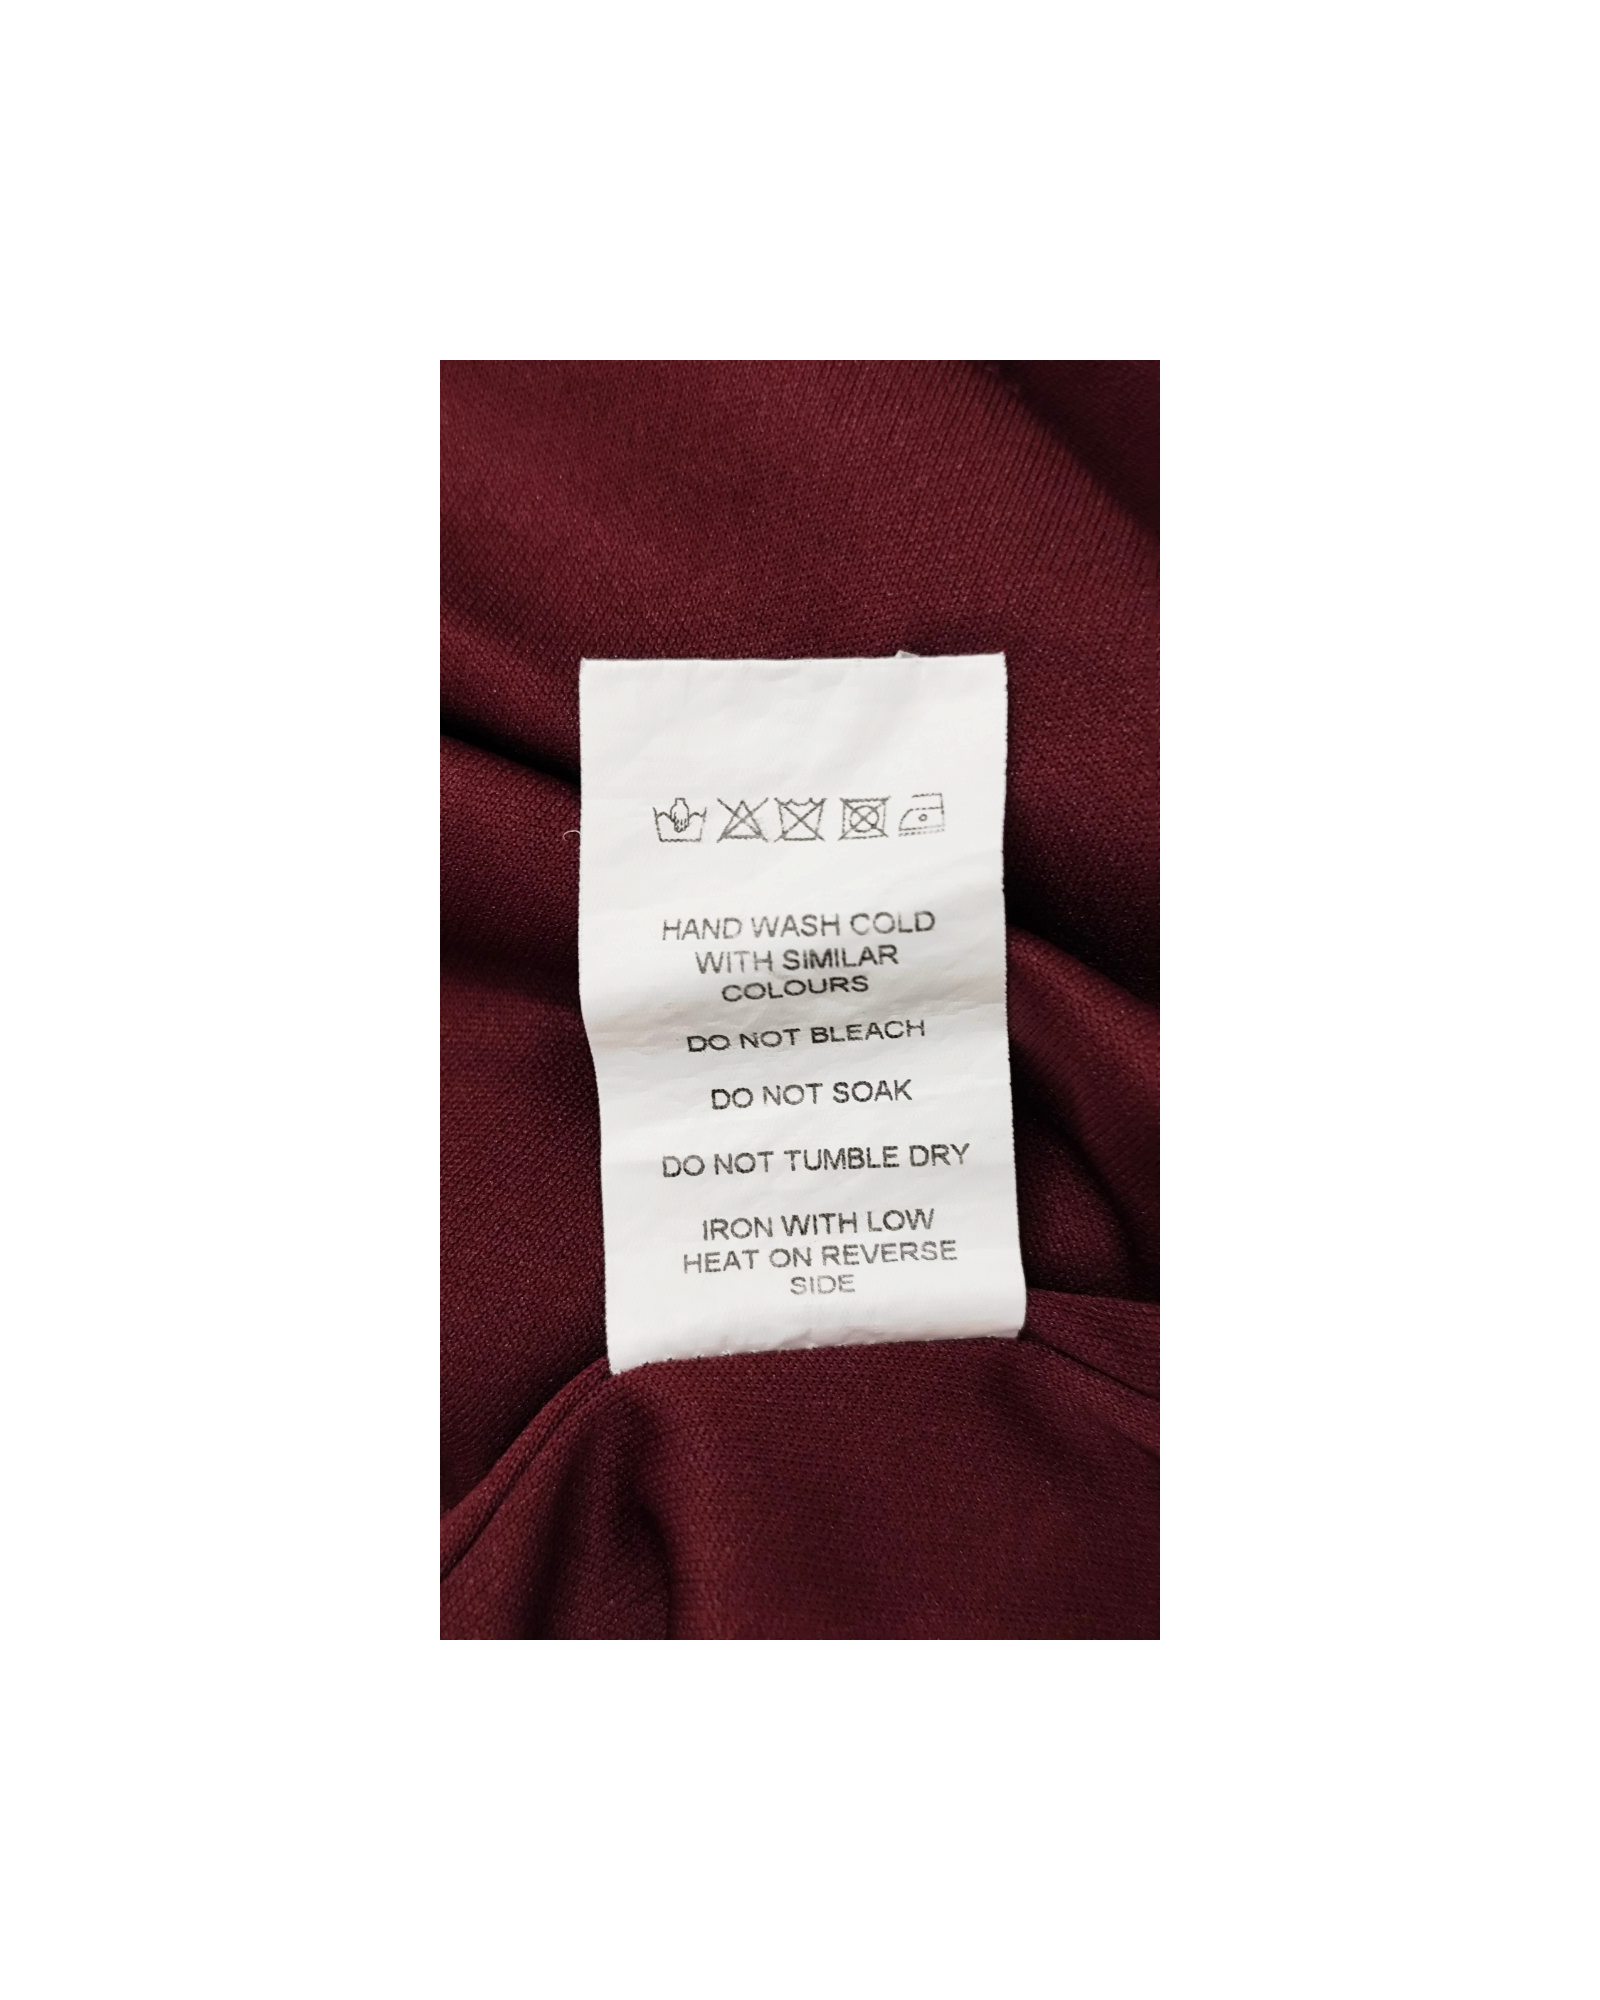 HAND WASH COLD
WITH SIMILAR
COLOURS
DO NOT BLEACH
DO NOT SOAK
DO NOT TUMBLE DRY
IRON WITH LOW
HEAT ON REVERSE
SIDE